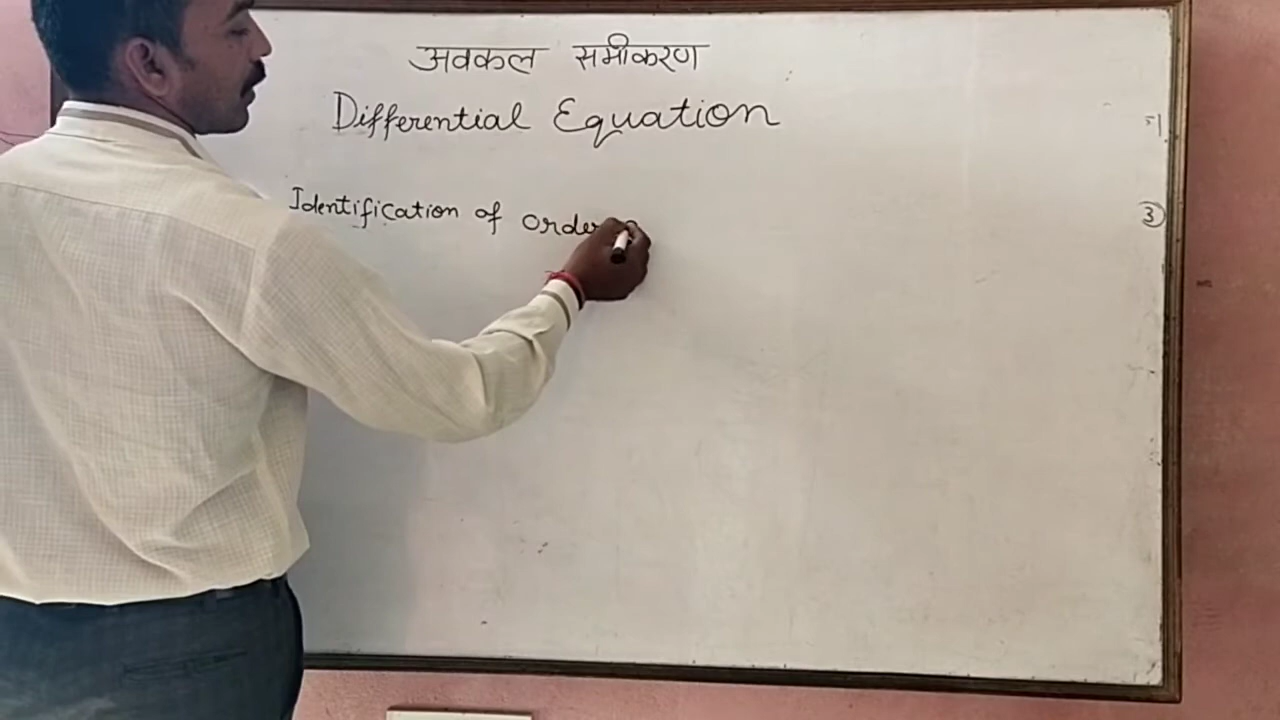 अवकल समीकरण
Differential Equation
Identification of order
3